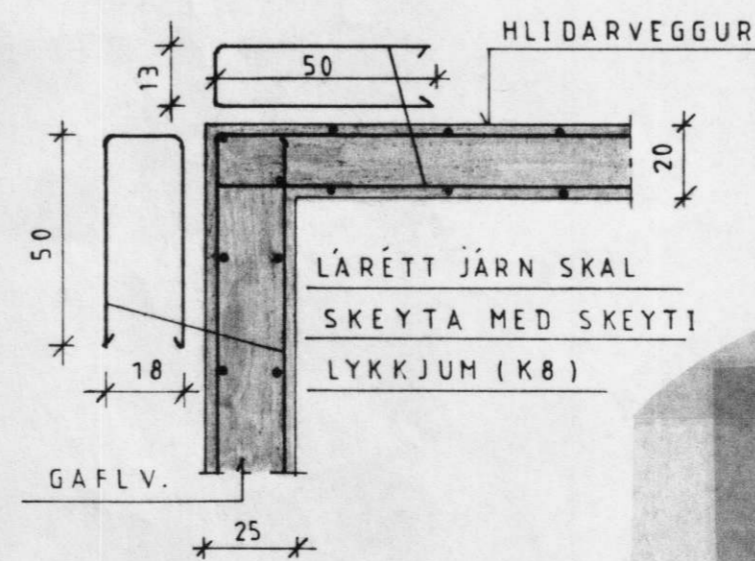 HLIDARVEGGUR
50
13
20
50
LÁRÉTT JÁRN SKAL
SKEYTA MED SKEYTI
LYKKJUM (K8)
18
GAFLV.
25